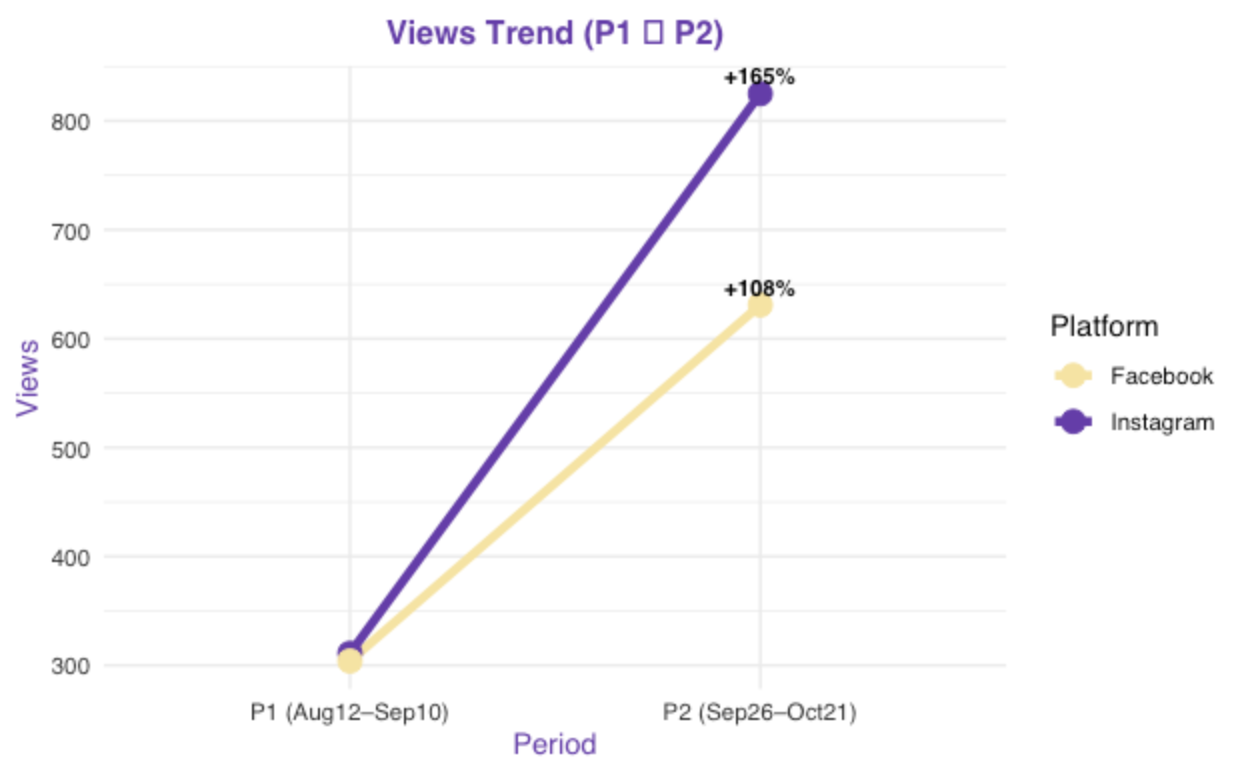 Views Trend (P1 □ P2)
+165%
800
700
+108%
600
500
400
300
Views
P1 (Aug12–Sep10)
P2 (Sep26–Oct21)
Period
Platform
Facebook
Instagram